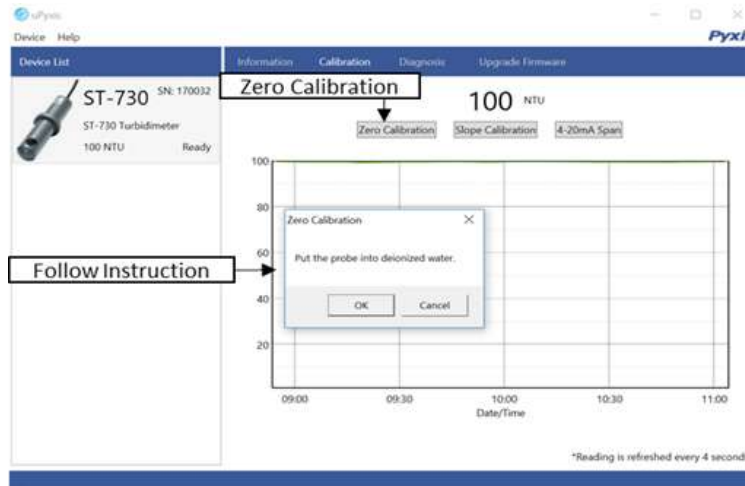 uPyxis
Device Help
Pyxi
Device List
Information Calibration Diagnosis Upgrade Firmware
ST-730 SN: 170032
ST-730 Turbidimeter
100 NTU Ready
Zero Calibration
100 NTU
Zero Calibration Slope Calibration 4-20mA Span
100
80
60
40
20
Zero Calibration
Put the probe into deionized water.
OK Cancel
Follow Instruction
09:00 09:30 10:00 10:30 11:00
Date/Time
*Reading is refreshed every 4 second